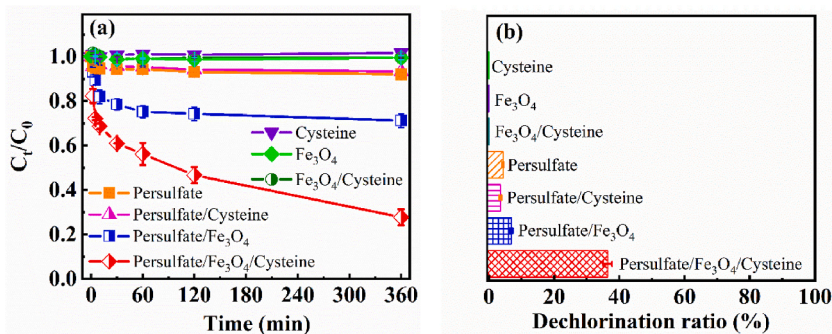 (a)
1.0
0.8
0.6
0.4
0.2
0.0
Cₜ/C₀
Cysteine
Fe₃O₄
Fe₃O₄/Cysteine
Persulfate
Persulfate/Cysteine
Persulfate/Fe₃O₄
Persulfate/Fe₃O₄/Cysteine
0 60 120 180 240 300 360
Time (min)
(b)
Cysteine
Fe₃O₄
Fe₃O₄/Cysteine
Persulfate
Persulfate/Cysteine
Persulfate/Fe₃O₄
Persulfate/Fe₃O₄/Cysteine
0 20 40 60 80 100
Dechlorination ratio (%)